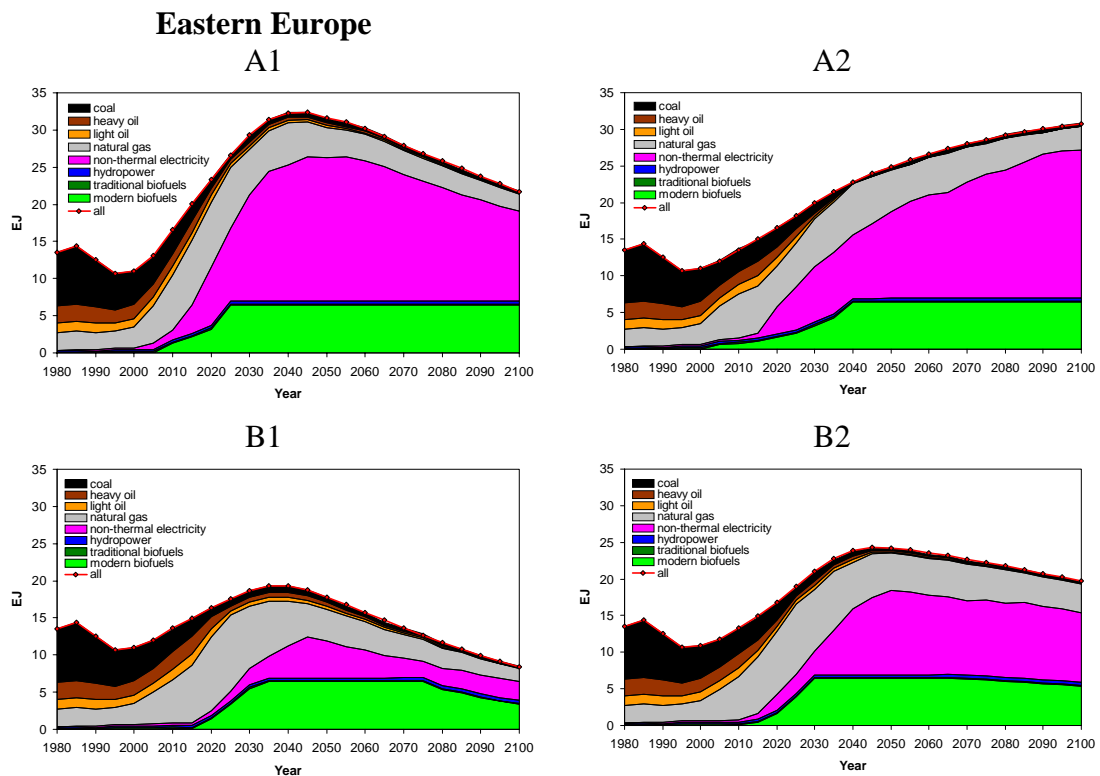 Eastern Europe
A1
35
30
25
20
15
10
5
0
EJ
coal
heavy oil
light oil
natural gas
non-thermal electricity
hydropower
traditional biofuels
modern biofuels
all
1980 1990 2000 2010 2020 2030 2040 2050 2060 2070 2080 2090 2100
Year
A2
35
30
25
20
15
10
5
0
EJ
coal
heavy oil
light oil
natural gas
non-thermal electricity
hydropower
traditional biofuels
modern biofuels
all
1980 1990 2000 2010 2020 2030 2040 2050 2060 2070 2080 2090 2100
Year
B1
35
30
25
20
15
10
5
0
EJ
coal
heavy oil
light oil
natural gas
non-thermal electricity
hydropower
traditional biofuels
modern biofuels
all
1980 1990 2000 2010 2020 2030 2040 2050 2060 2070 2080 2090 2100
Year
B2
35
30
25
20
15
10
5
0
EJ
coal
heavy oil
light oil
natural gas
non-thermal electricity
hydropower
traditional biofuels
modern biofuels
all
1980 1990 2000 2010 2020 2030 2040 2050 2060 2070 2080 2090 2100
Year